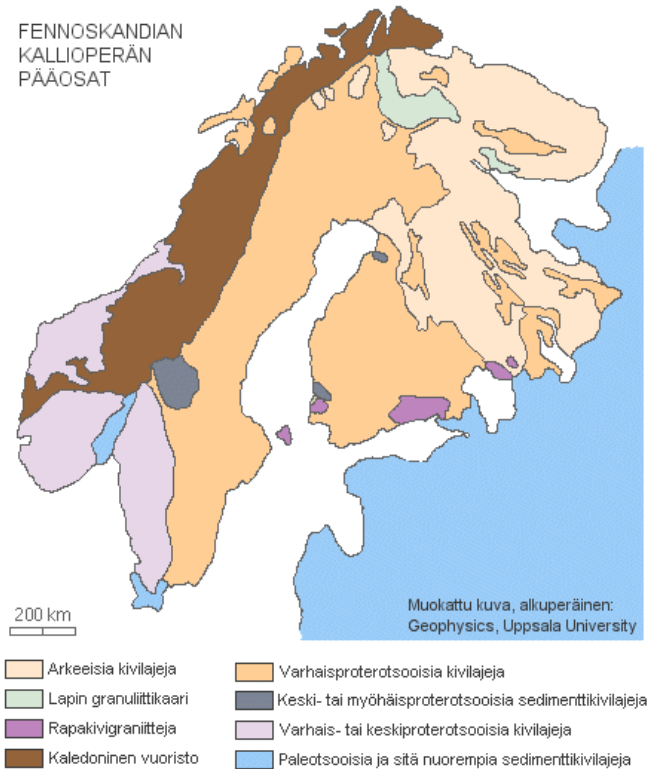 FENNOSKANDIAN
KALLIOPERÄN
PÄÄOSAT
200 km
Muokattu kuva, alkuperäinen:
Geophysics, Uppsala University
Arkeeisia kivilajeja
Varhaisproterotsooisia kivilajeja
Lapin granuliittikaari
Keski- tai myöhäisproterotsooisia sedimenttikivilajeja
Rapakivigraniitteja
Varhais- tai keskiproterotsooisia kivilajeja
Kaledoninen vuoristo
Paleotsooisia ja sitä nuorempia sedimenttikivilajeja